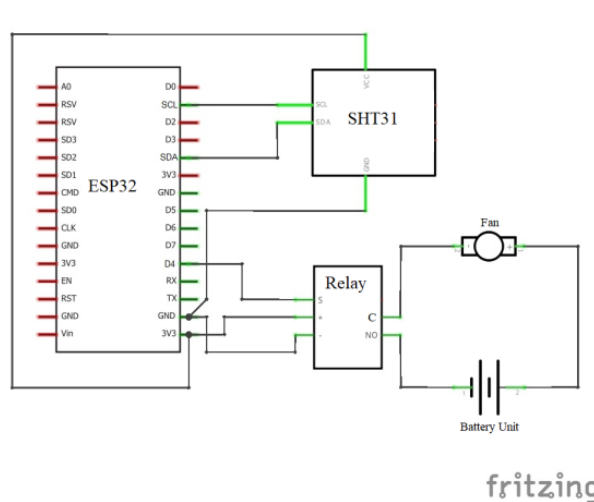 VCC
A0
RSV
RSV
SD3
SD2
SD1
CMD
SD0
CLK
GND
3V3
EN
RST
GND
Vin
ESP32
D0
SCL
D2
D3
SDA
3V3
GND
D5
D6
D7
D4
RX
TX
GND
3V3
SCL
SDA
SHT31
GND
Fan
Relay
S
+
-
C
NO
- +
1 2
Battery Unit
fritzing